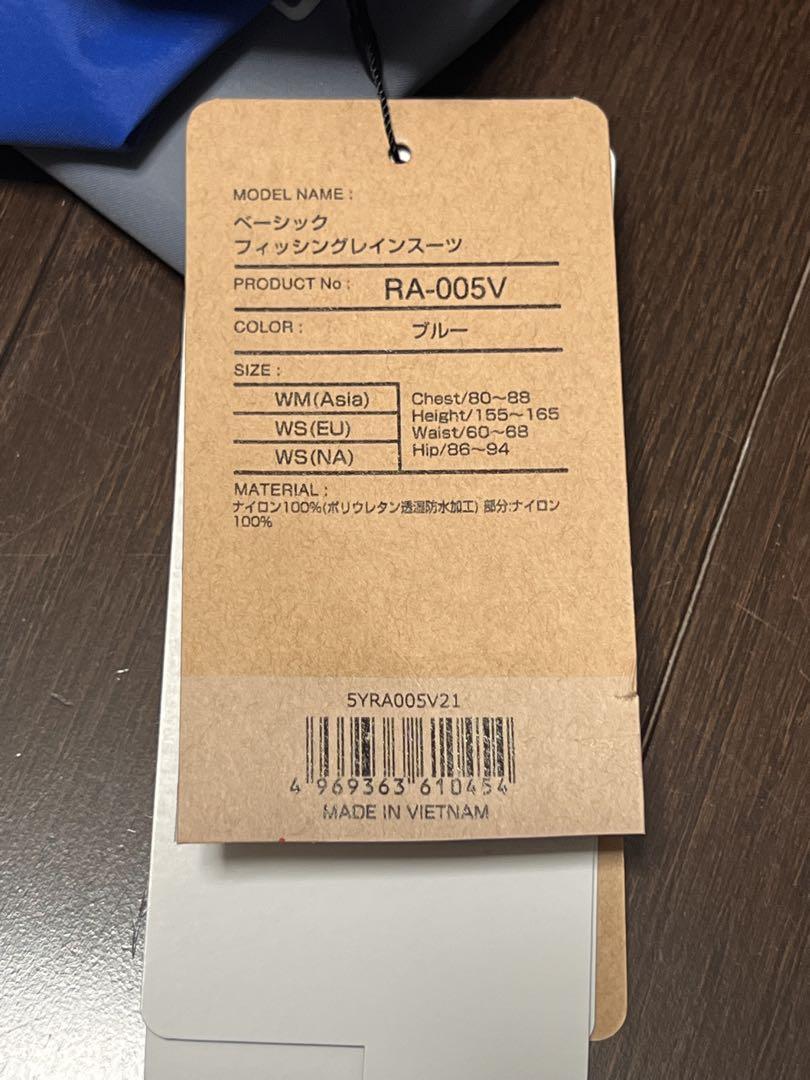 MODEL NAME :
ベーシック
フィッシングレインスーツ
PRODUCT No : RA-005V
COLOR : ブルー
SIZE :
WM(Asia)
WS(EU)
WS(NA)
Chest/80～88
Height/155～165
Waist/60～68
Hip/86～94
MATERIAL :
ナイロン100%(ポリウレタン透湿防水加工) 部分:ナイロン
100%
5YRA005V21
4 969363 610454
MADE IN VIETNAM